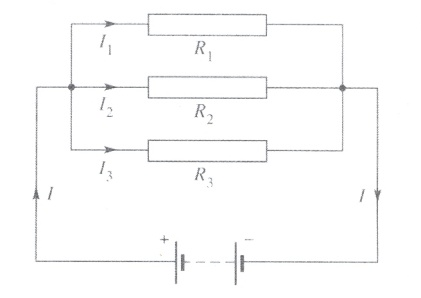 I₁
R₁
I₂
R₂
I₃
R₃
I
I
+
−